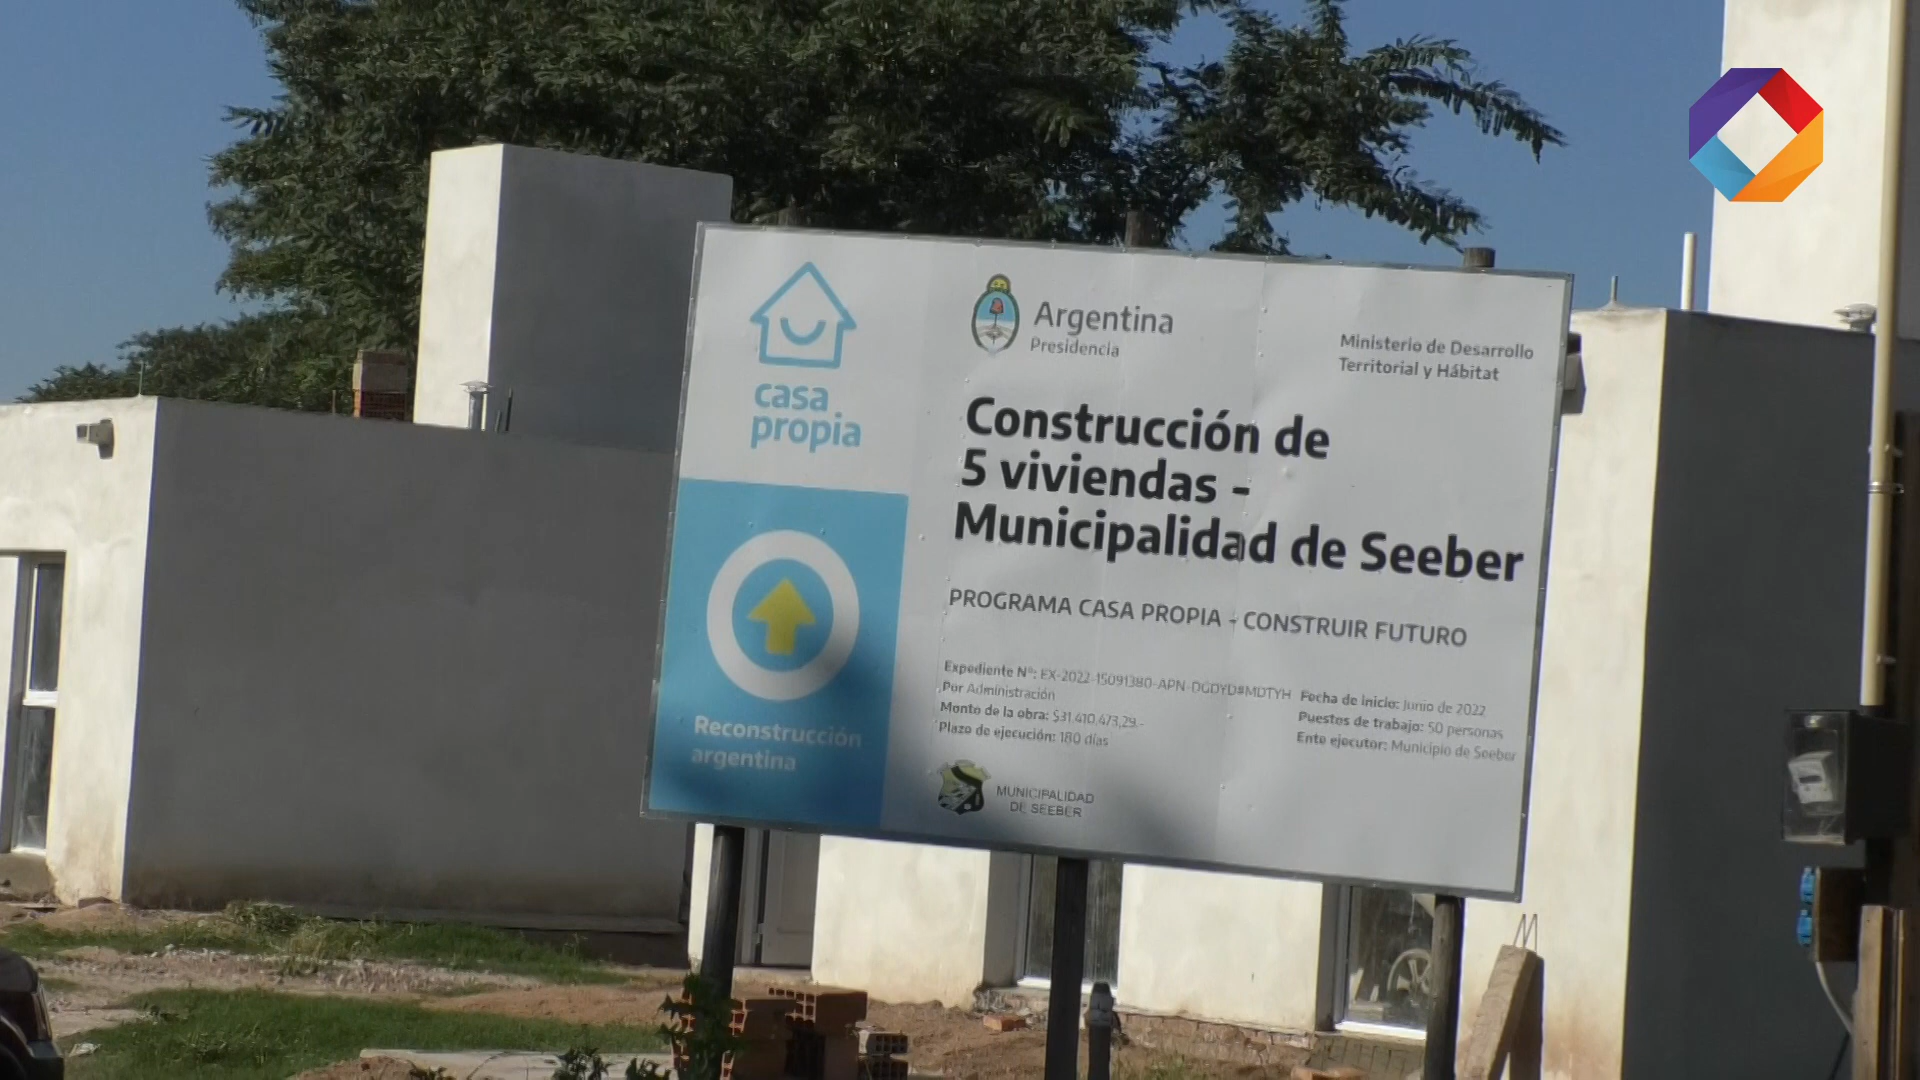 casa
propia
Argentina
Presidencia
Ministerio de Desarrollo
Territorial y Hábitat
Construcción de
5 viviendas -
Municipalidad de Seeber
PROGRAMA CASA PROPIA - CONSTRUIR FUTURO
Expediente N°: EX-2022-15091380-APN-DGDYD#MDTYH
Por Administración
Monto de la obra: $31.410.473,29.-
Plazo de ejecución: 180 días
Fecha de inicio: Junio de 2022
Puestos de trabajo: 50 personas
Ente ejecutor: Municipio de Seeber
Reconstrucción
argentina
MUNICIPALIDAD
DE SEEBER